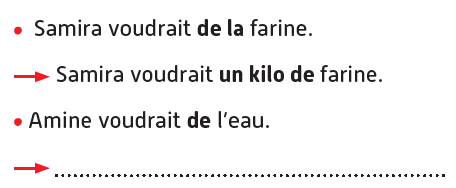 • Samira voudrait de la farine.
→ Samira voudrait un kilo de farine.
• Amine voudrait de l'eau.
→ ........................................................